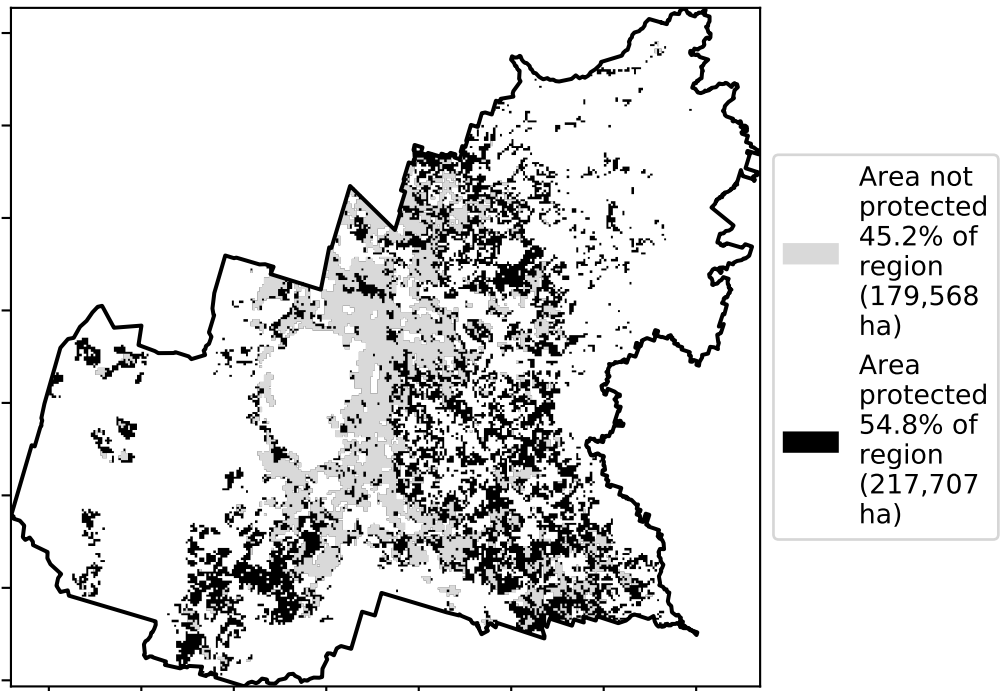 Area not
protected
45.2% of
region
(179,568
ha)
Area
protected
54.8% of
region
(217,707
ha)